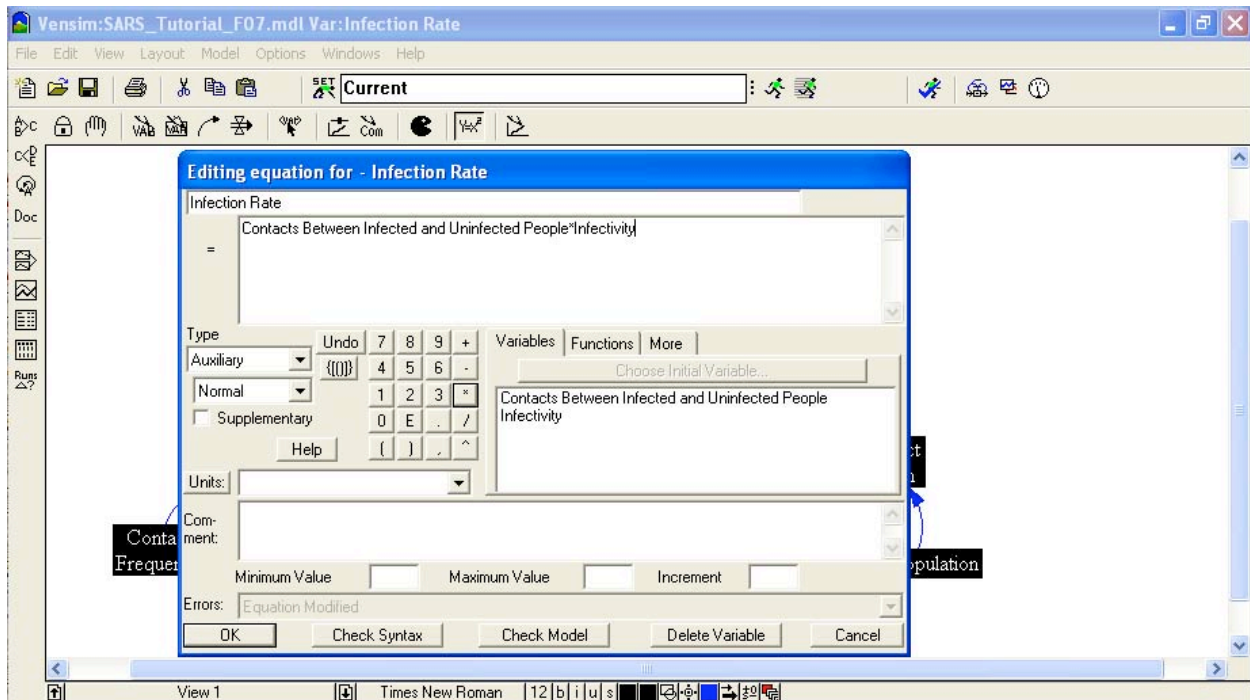 Vensim:SARS_Tutorial_F07.mdl Var:Infection Rate
File Edit View Layout Model Options Windows Help
SET Current
Doc
Runs
Editing equation for - Infection Rate
Infection Rate
= Contacts Between Infected and Uninfected People*Infectivity
Type
Auxiliary
Normal
Supplementary
Help
Undo 7 8 9 +
{[()]} 4 5 6 -
1 2 3 *
0 E . /
( ) , ^
Variables Functions More
Choose Initial Variable...
Contacts Between Infected and Uninfected People
Infectivity
Units:
Com-
ment:
Minimum Value Maximum Value Increment
Errors: Equation Modified
OK Check Syntax Check Model Delete Variable Cancel
View 1 Times New Roman 12 b i u s